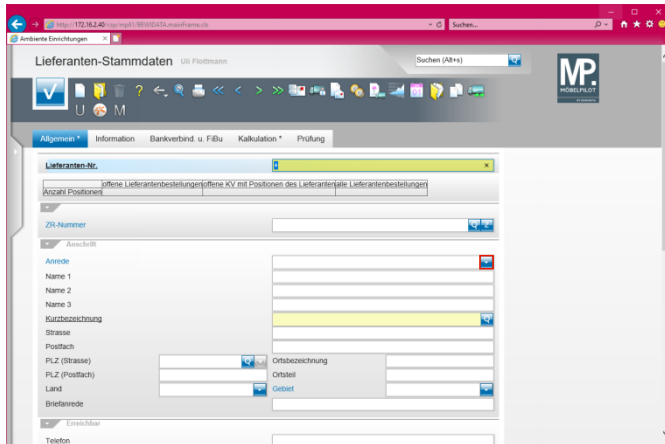 http://172.16.2.40/csp/mpli1/BEWIDATA.mainframe.cls
Suchen...
Ambiente Einrichtungen
Lieferanten-Stammdaten Uli Flottmann
Suchen (Alt+s)
MP.
MÖBELPILOT
U M
Allgemein * Information Bankverbind. u. FiBu Kalkulation * Prüfung
Lieferanten-Nr.
offene Lieferantenbestellungen offene KV mit Positionen des Lieferanten alle Lieferantenbestellungen
Anzahl Positionen
ZR-Nummer
Anschrift
Anrede
Name 1
Name 2
Name 3
Kurzbezeichnung
Strasse
Postfach
PLZ (Strasse) Ortsbezeichnung
PLZ (Postfach) Ortsteil
Land Gebiet
Briefanrede
Erreichbar
Telefon